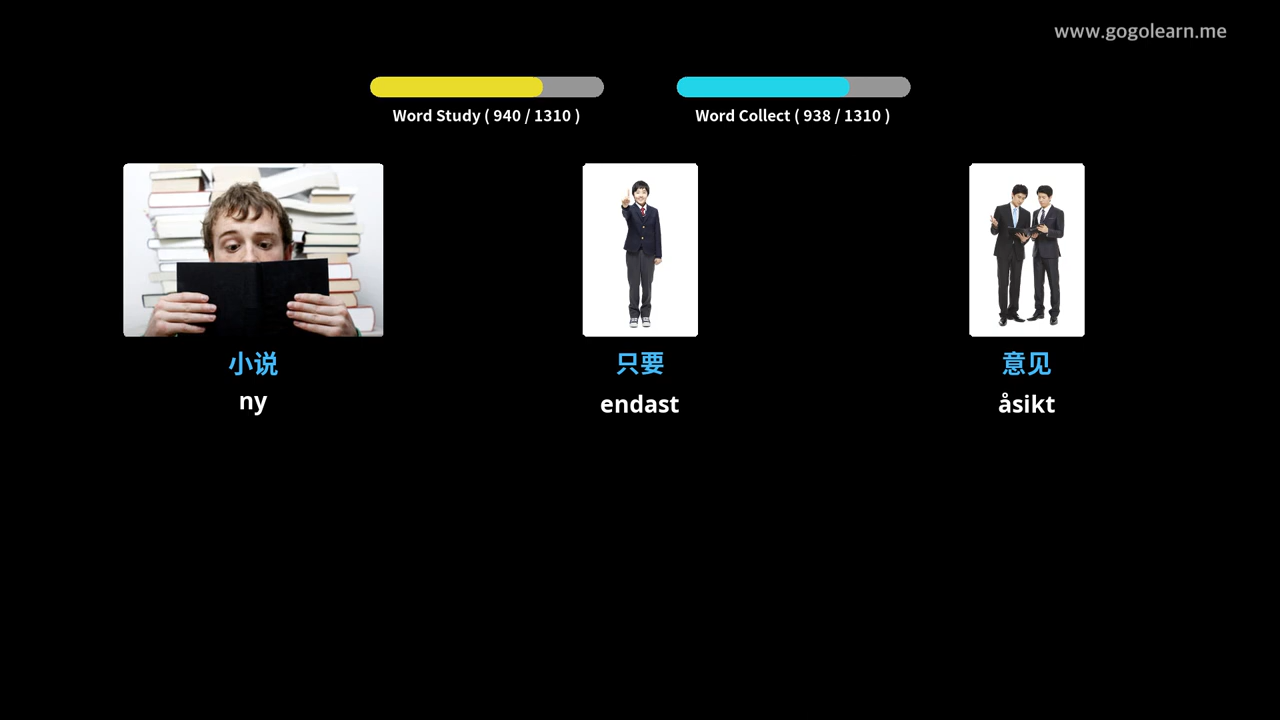 www.gogolearn.me
Word Study ( 940 / 1310 )
Word Collect ( 938 / 1310 )
小说
ny
只要
endast
意见
åsikt